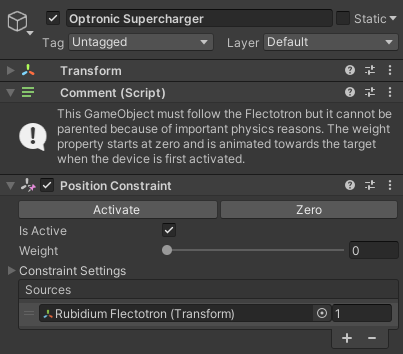 Optronic Supercharger
Static
Tag
Untagged
Layer
Default
Transform
Comment (Script)
This GameObject must follow the Flectotron but it cannot be
parented because of important physics reasons. The weight
property starts at zero and is animated towards the target
when the device is first activated.
Position Constraint
Activate
Zero
Is Active
Weight
0
Constraint Settings
Sources
Rubidium Flectotron (Transform)
1